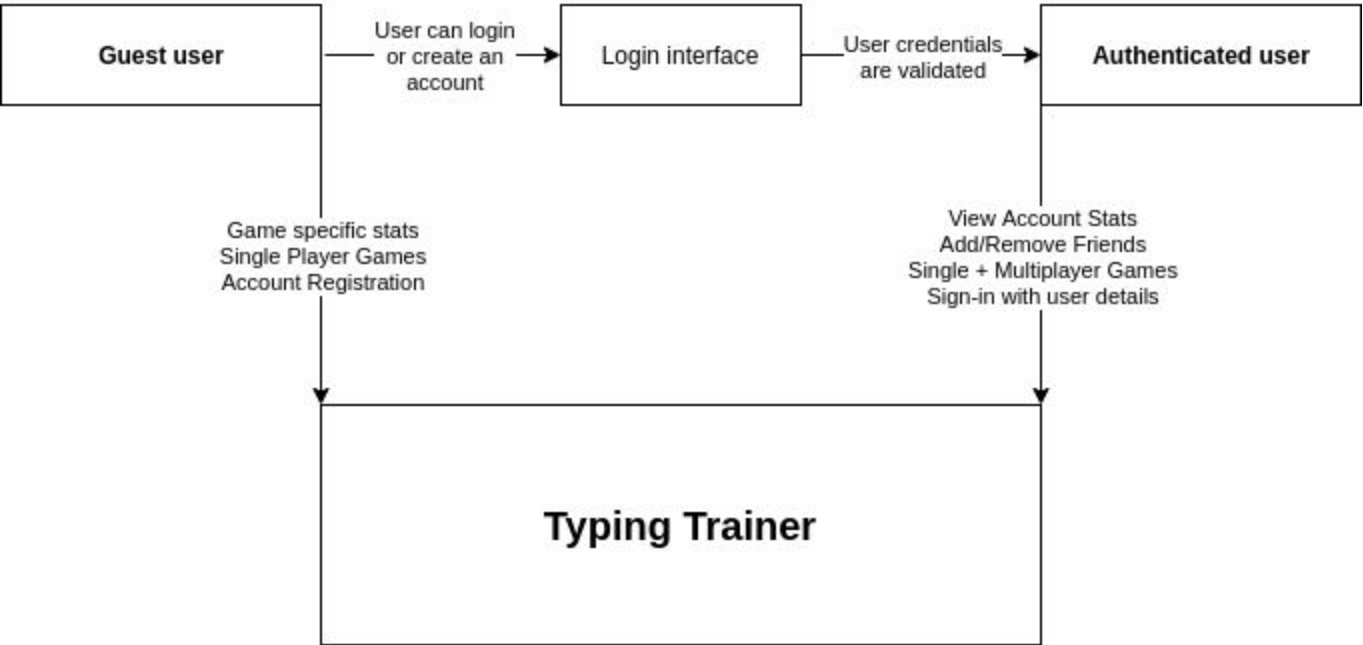 Guest user
User can login
or create an
account
Login interface
User credentials
are validated
Authenticated user
Game specific stats
Single Player Games
Account Registration
View Account Stats
Add/Remove Friends
Single + Multiplayer Games
Sign-in with user details
Typing Trainer